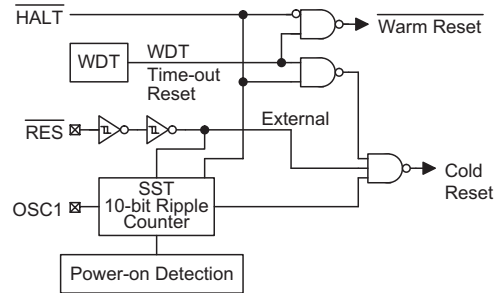 HALT
Warm Reset
WDT
WDT
Time-out
Reset
RES
External
Cold
Reset
OSC1
SST
10-bit Ripple
Counter
Power-on Detection